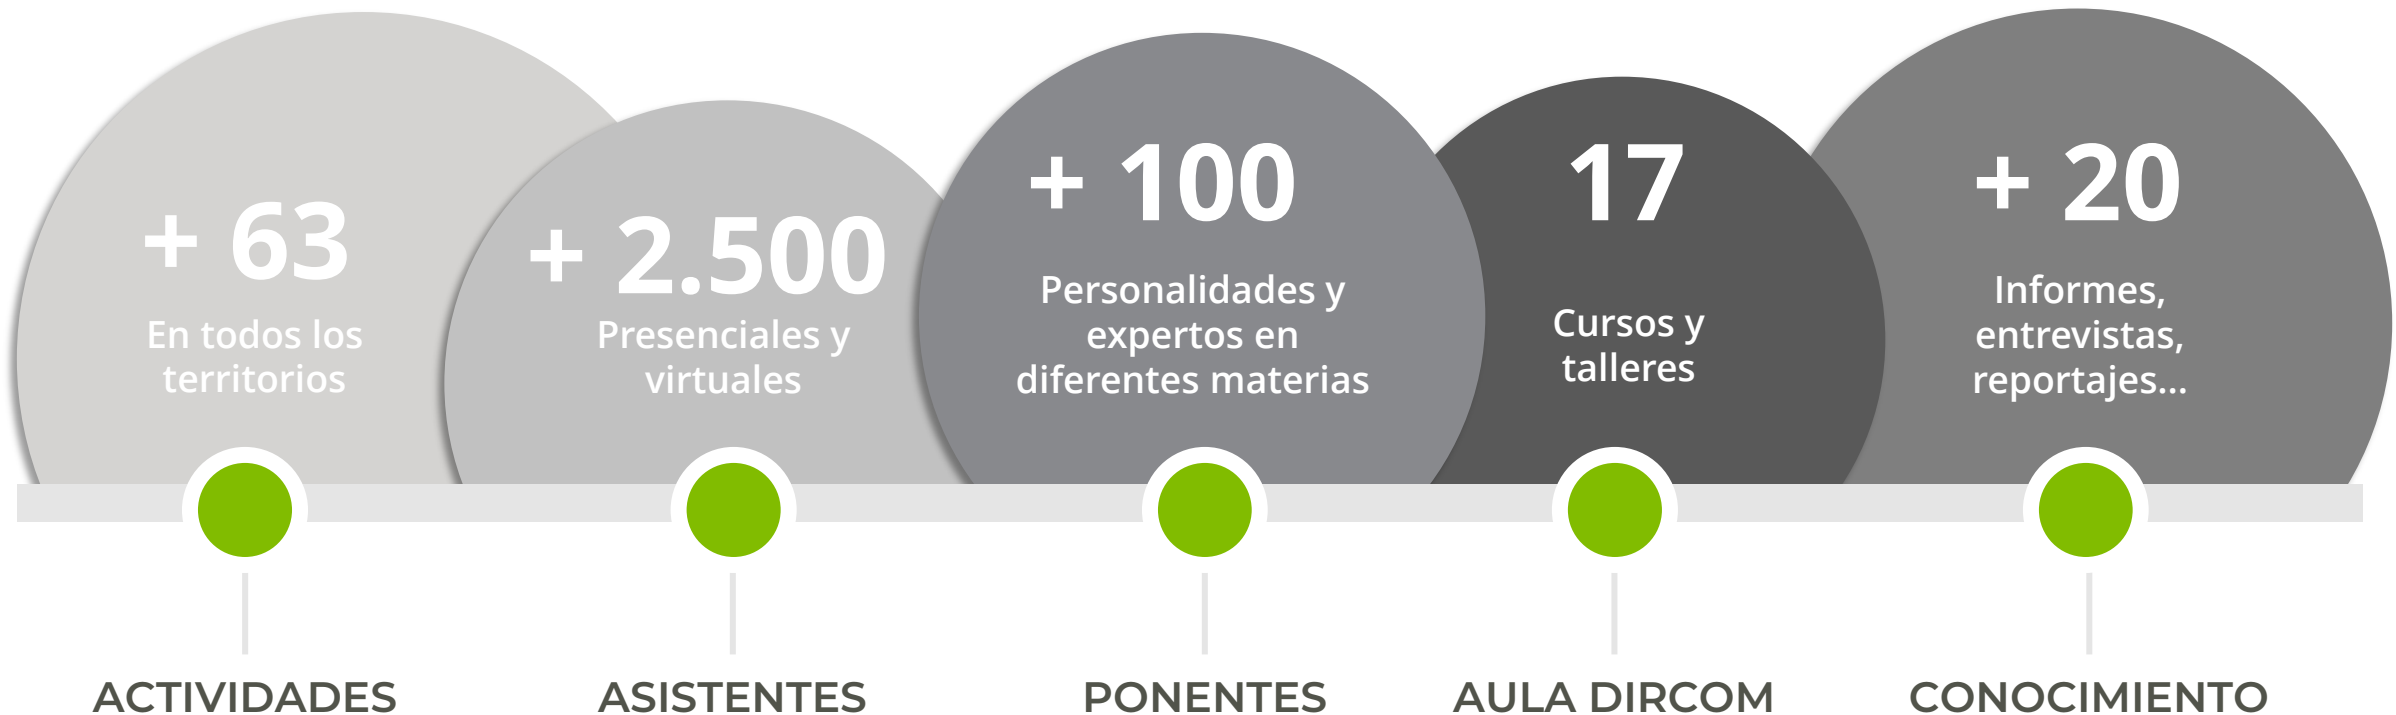 + 63
En todos los
territorios
+ 2.500
Presenciales y
virtuales
+ 100
Personalidades y
expertos en
diferentes materias
17
Cursos y
talleres
+ 20
Informes,
entrevistas,
reportajes...
ACTIVIDADES
ASISTENTES
PONENTES
AULA DIRCOM
CONOCIMIENTO